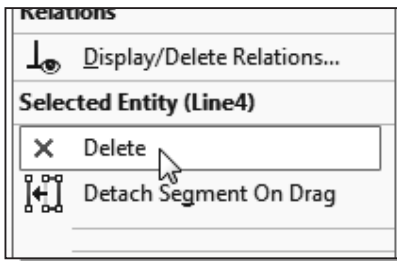 Relations
Display/Delete Relations...
Selected Entity (Line4)
Delete
Detach Segment On Drag